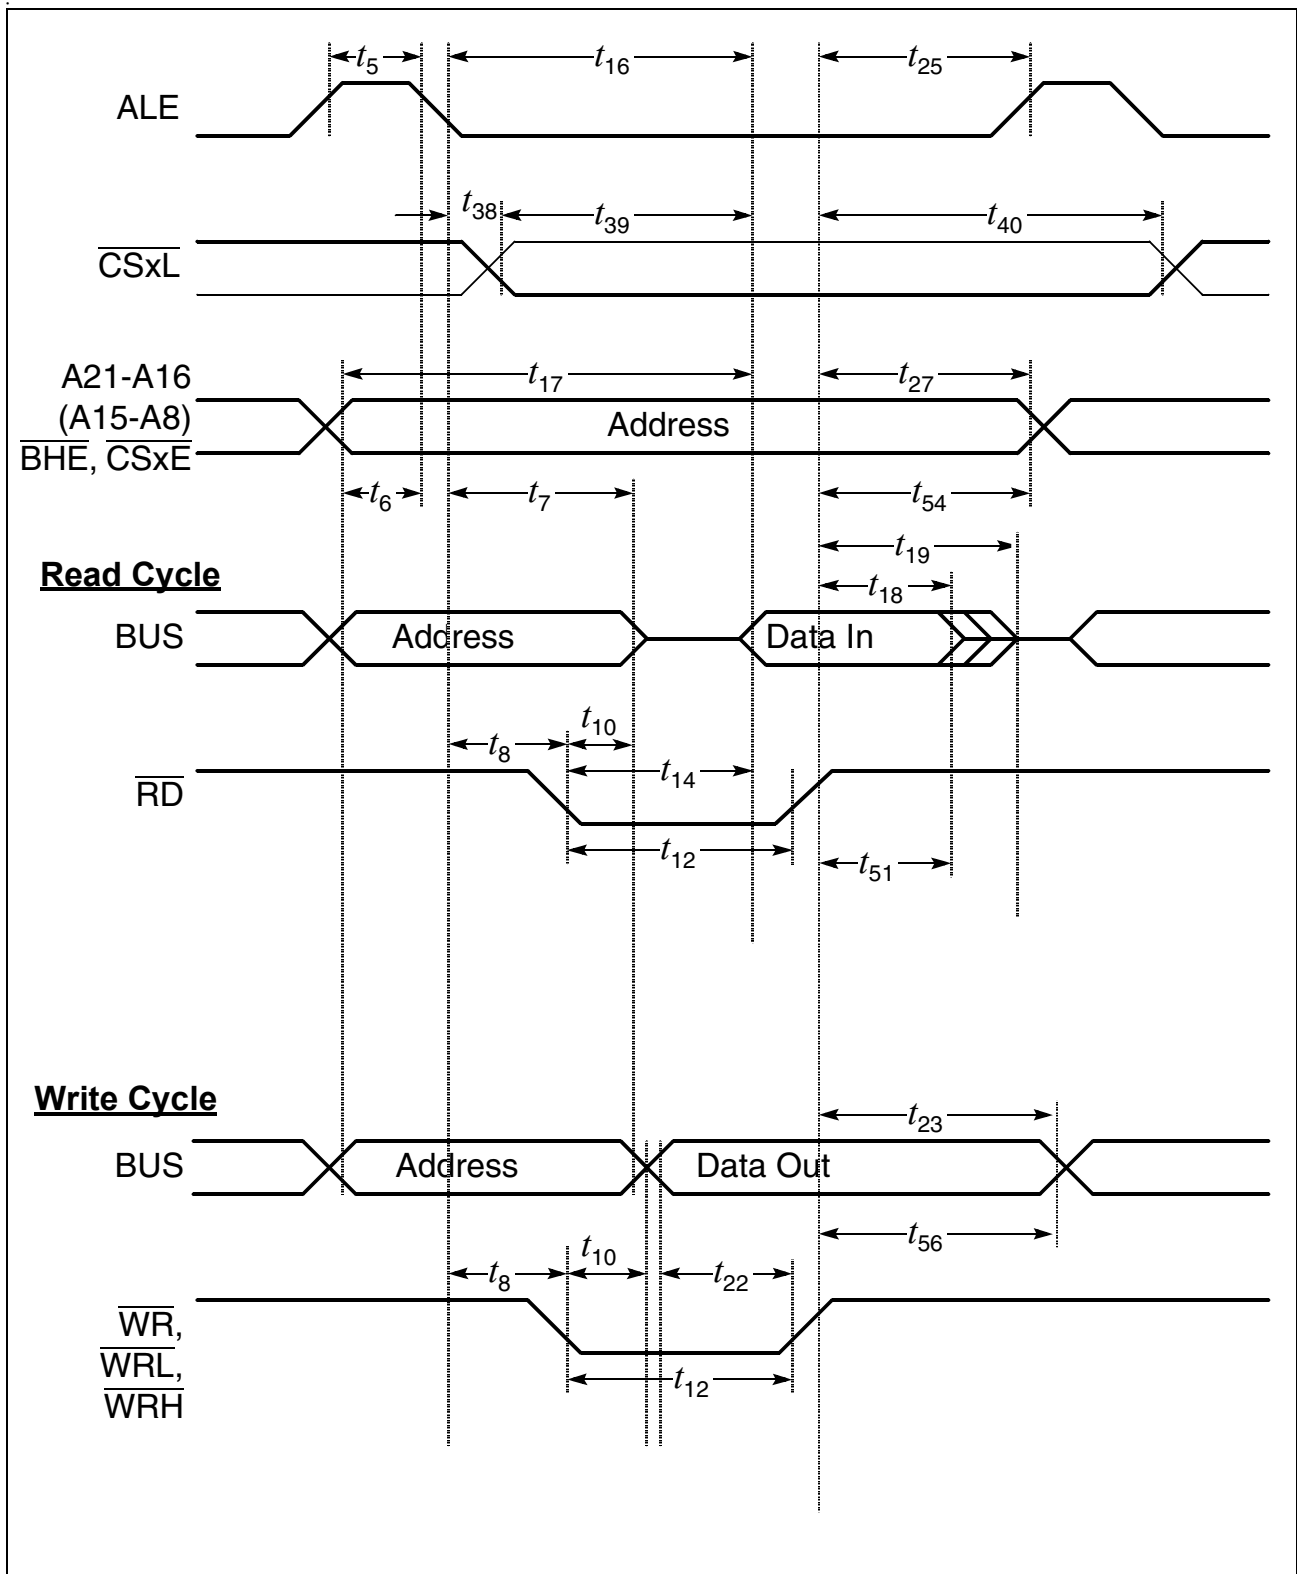 t5 t16 t25
ALE
t38 t39 t40
CSxL
t17 t27
A21-A16
(A15-A8)
BHE, CSxE
Address
t6 t7 t54
t19
Read Cycle
t18
BUS Address Data In
t10
t8
t14
RD
t12
t51
Write Cycle
t23
BUS Address Data Out
t56
t10
t8 t22
WR,
WRL,
t12
WRH